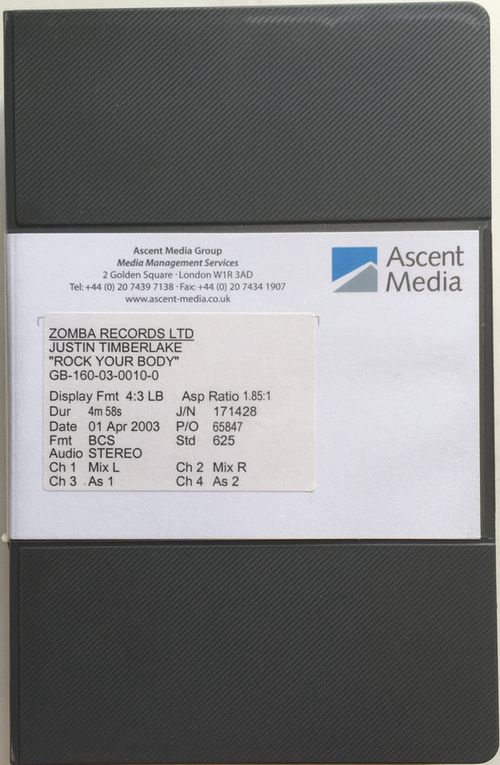 Ascent Media Group
Media Management Services
2 Golden Square · London W1R 3AD
Tel: +44 (0) 20 7439 7138 · Fax: +44 (0) 20 7434 1907
www.ascent-media.co.uk
Ascent
Media
ZOMBA RECORDS LTD
JUSTIN TIMBERLAKE
"ROCK YOUR BODY"
GB-160-03-0010-0
Display Fmt 4:3 LB Asp Ratio 1.85:1
Dur 4m 58s J/N 171428
Date 01 Apr 2003 P/O 65847
Fmt BCS Std 625
Audio STEREO
Ch 1 Mix L Ch 2 Mix R
Ch 3 As 1 Ch 4 As 2